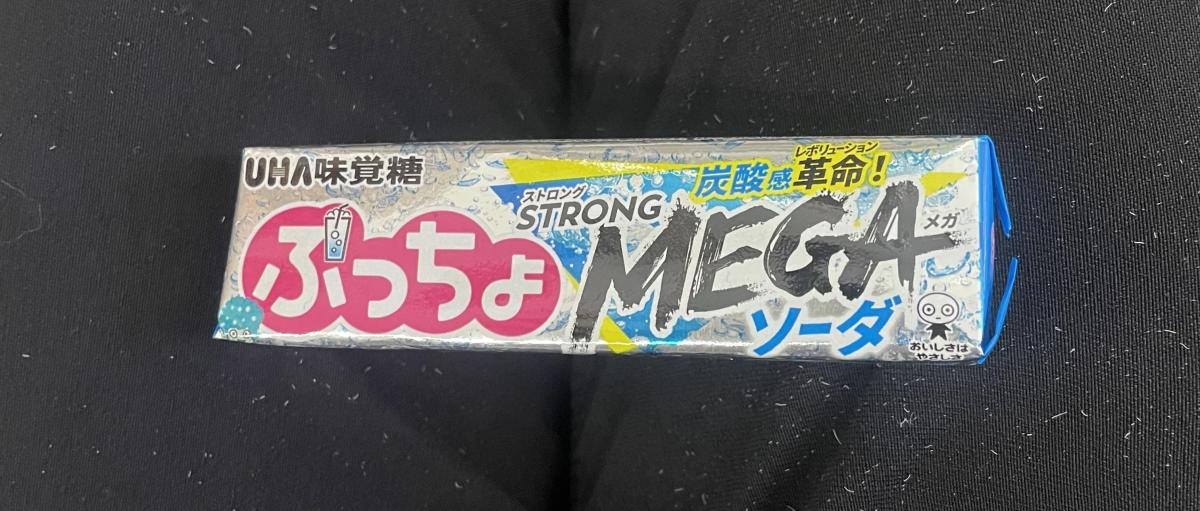 UHA味覚糖
ぷっちょ
ストロング
STRONG
レボリューション
炭酸感革命!
MEGA
メガ
ソーダ
おいしさは
やさしさ